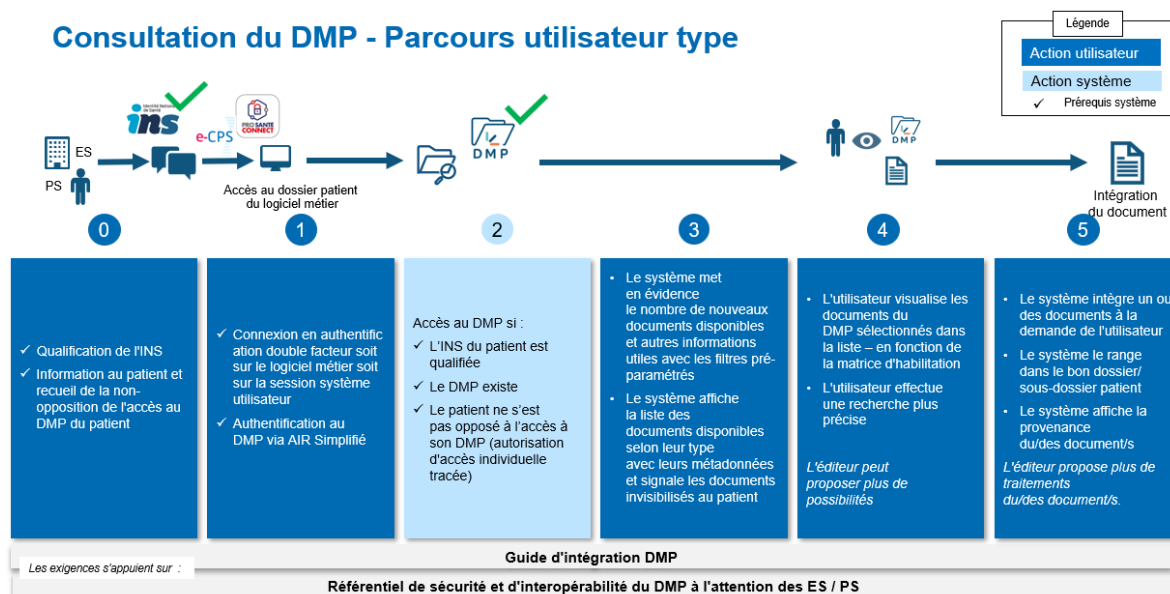 Consultation du DMP - Parcours utilisateur type
Légende
Action utilisateur
Action système
✓ Prérequis système
Identité Nationale
de Santé
ins
e-CPS
PRO SANTE
CONNECT
ES
PS
DMP
DMP
Accès au dossier patient
du logiciel métier
Intégration
du document
0
1
2
3
4
5
✓ Qualification de l'INS
✓ Information au patient et
recueil de la non-
opposition de l'accès au
DMP du patient
✓ Connexion en authentific
ation double facteur soit
sur le logiciel métier soit
sur la session système
utilisateur
✓ Authentification au
DMP via AIR Simplifié
Accès au DMP si :
✓ L'INS du patient est
qualifiée
✓ Le DMP existe
✓ Le patient ne s'est
pas opposé à l'accès à
son DMP (autorisation
d'accès individuelle
tracée)
• Le système met
en évidence
le nombre de nouveaux
documents disponibles
et autres informations
utiles avec les filtres pré-
paramétrés
• Le système affiche
la liste des
documents disponibles
selon leur type
avec leurs métadonnées
et signale les documents
invisibilisés au patient
• L'utilisateur visualise les
documents du
DMP sélectionnés dans
la liste – en fonction de
la matrice d'habilitation
• L'utilisateur effectue
une recherche plus
précise
L'éditeur peut
proposer plus de
possibilités
• Le système intègre un ou
des documents à la
demande de l'utilisateur
• Le système le range
dans le bon dossier/
sous-dossier patient
• Le système affiche la
provenance
du/des document/s
L'éditeur propose plus de
traitements
du/des document/s.
Guide d'intégration DMP
Les exigences s'appuient sur :
Référentiel de sécurité et d'interopérabilité du DMP à l'attention des ES / PS